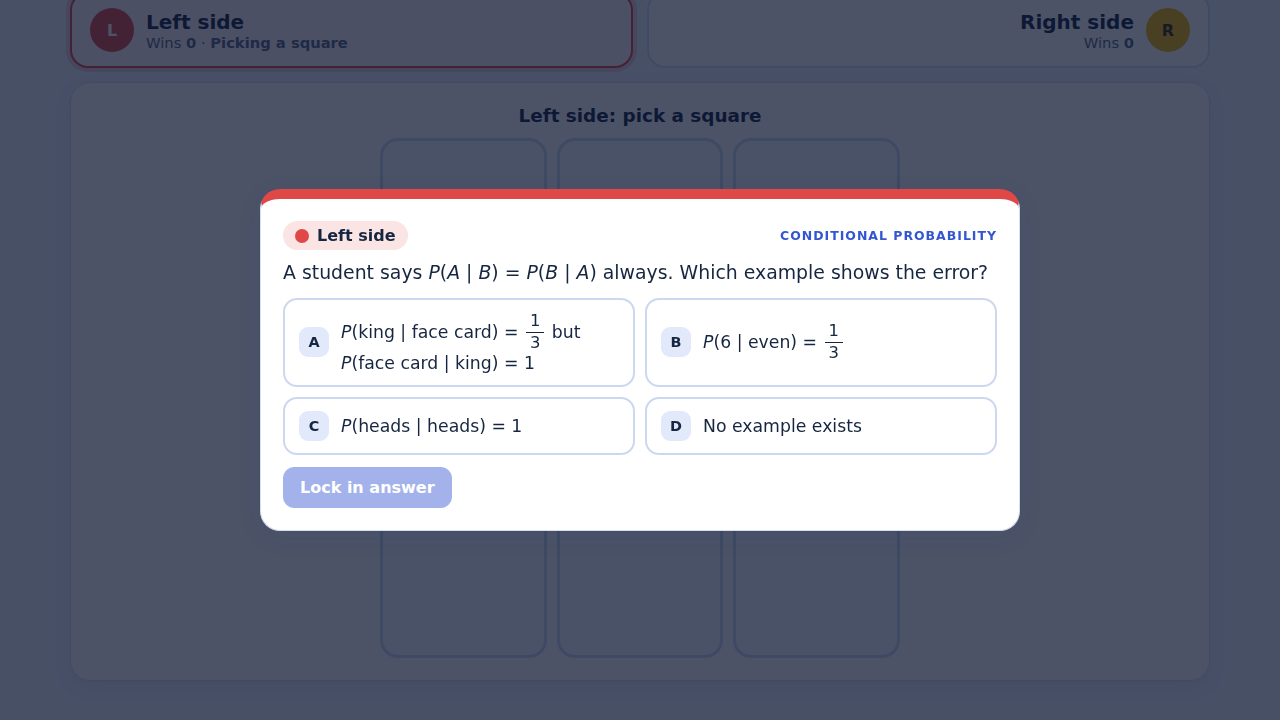 L
Left side
Wins 0 · Picking a square
Right side
Wins 0
R
Left side: pick a square
Left side
CONDITIONAL PROBABILITY
A student says P(A | B) = P(B | A) always. Which example shows the error?
A
P(king | face card) = 1/3 but
P(face card | king) = 1
B
P(6 | even) = 1/3
C
P(heads | heads) = 1
D
No example exists
Lock in answer